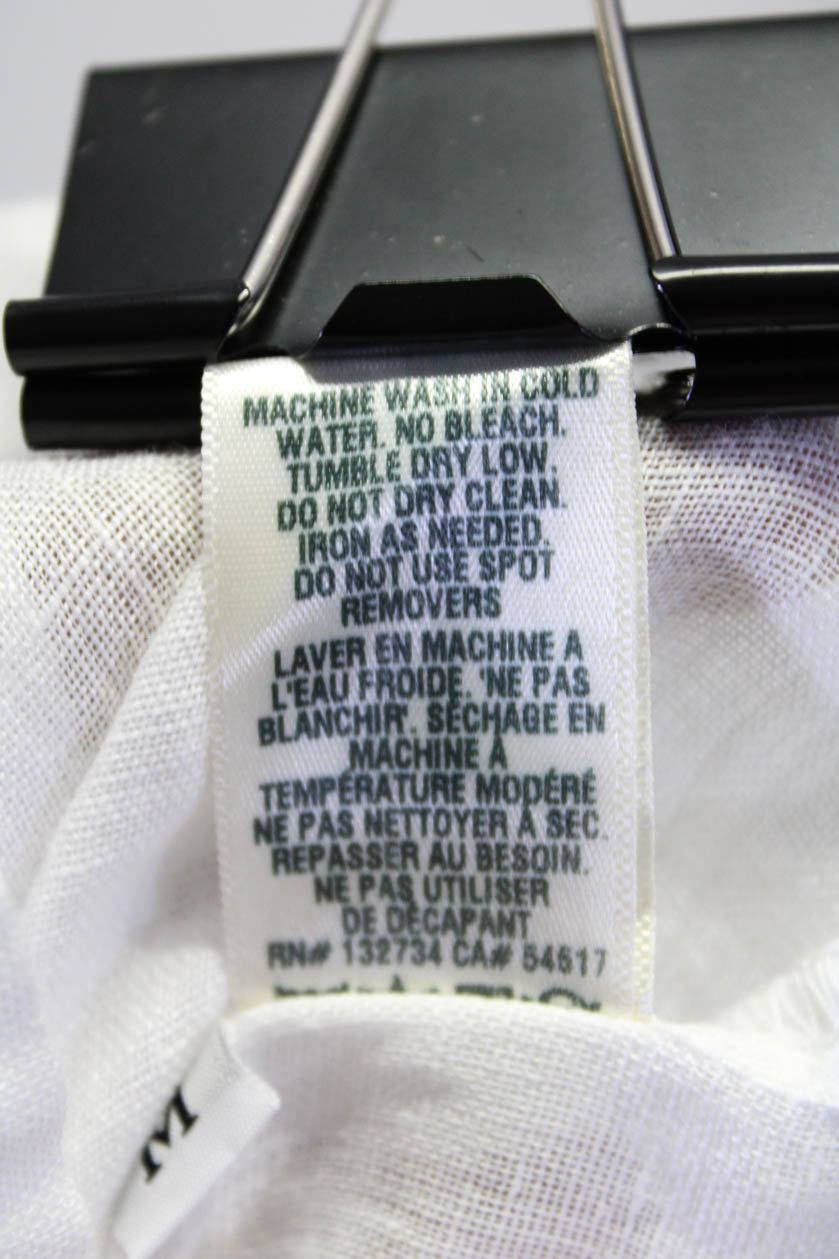 MACHINE WASH IN COLD
WATER. NO BLEACH.
TUMBLE DRY LOW.
DO NOT DRY CLEAN.
IRON AS NEEDED.
DO NOT USE SPOT
REMOVERS
LAVER EN MACHINE A
L'EAU FROIDE. 'NE PAS
BLANCHIR'. SÉCHAGE EN
MACHINE À
TEMPÉRATURE MODÉRÉ
NE PAS NETTOYER À SEC.
REPASSER AU BESOIN.
NE PAS UTILISER
DE DÉCAPANT
RN# 132734 CA# 54617
M